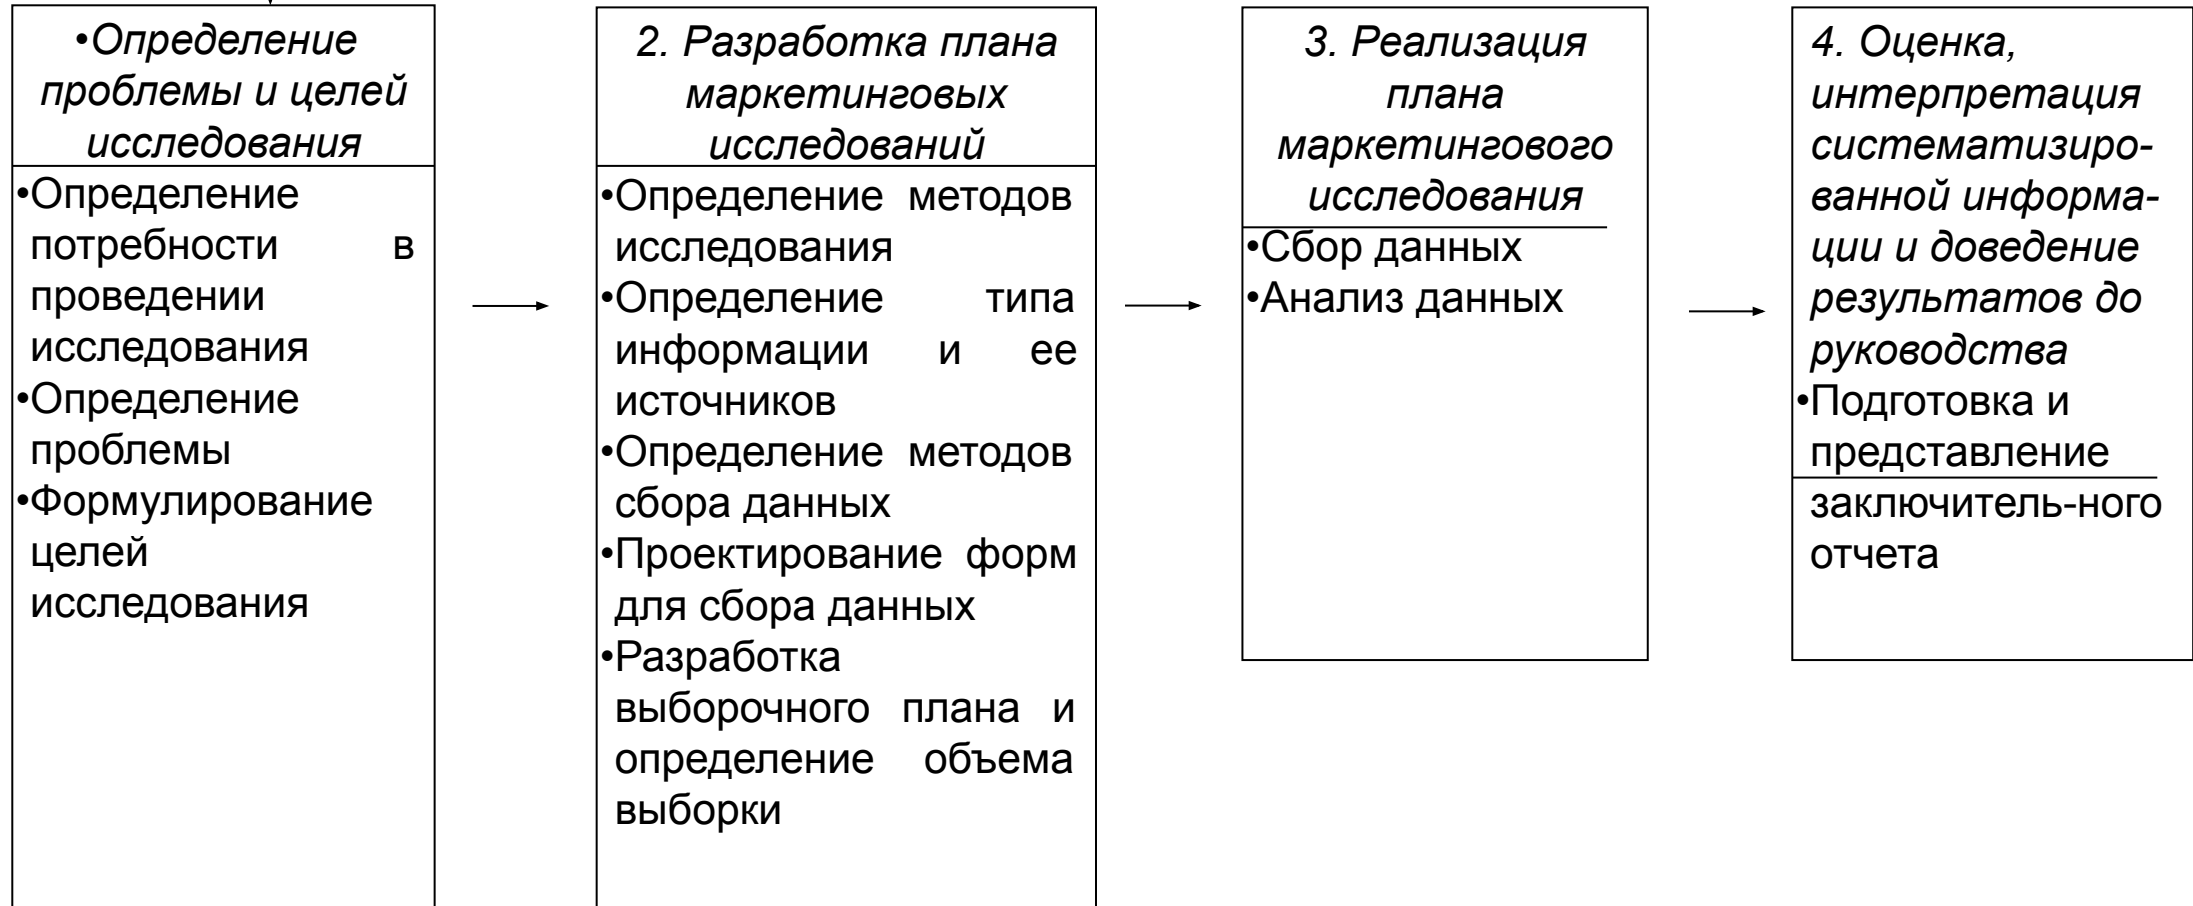 •Определение
проблемы и целей
исследования
•Определение
потребности в
проведении
исследования
•Определение
проблемы
•Формулирование
целей
исследования
2. Разработка плана
маркетинговых
исследований
•Определение методов
исследования
•Определение типа
информации и ее
источников
•Определение методов
сбора данных
•Проектирование форм
для сбора данных
•Разработка
выборочного плана и
определение объема
выборки
3. Реализация
плана
маркетингового
исследования
•Сбор данных
•Анализ данных
4. Оценка,
интерпретация
систематизиро-
ванной информа-
ции и доведение
результатов до
руководства
•Подготовка и
представление
заключитель-ного
отчета